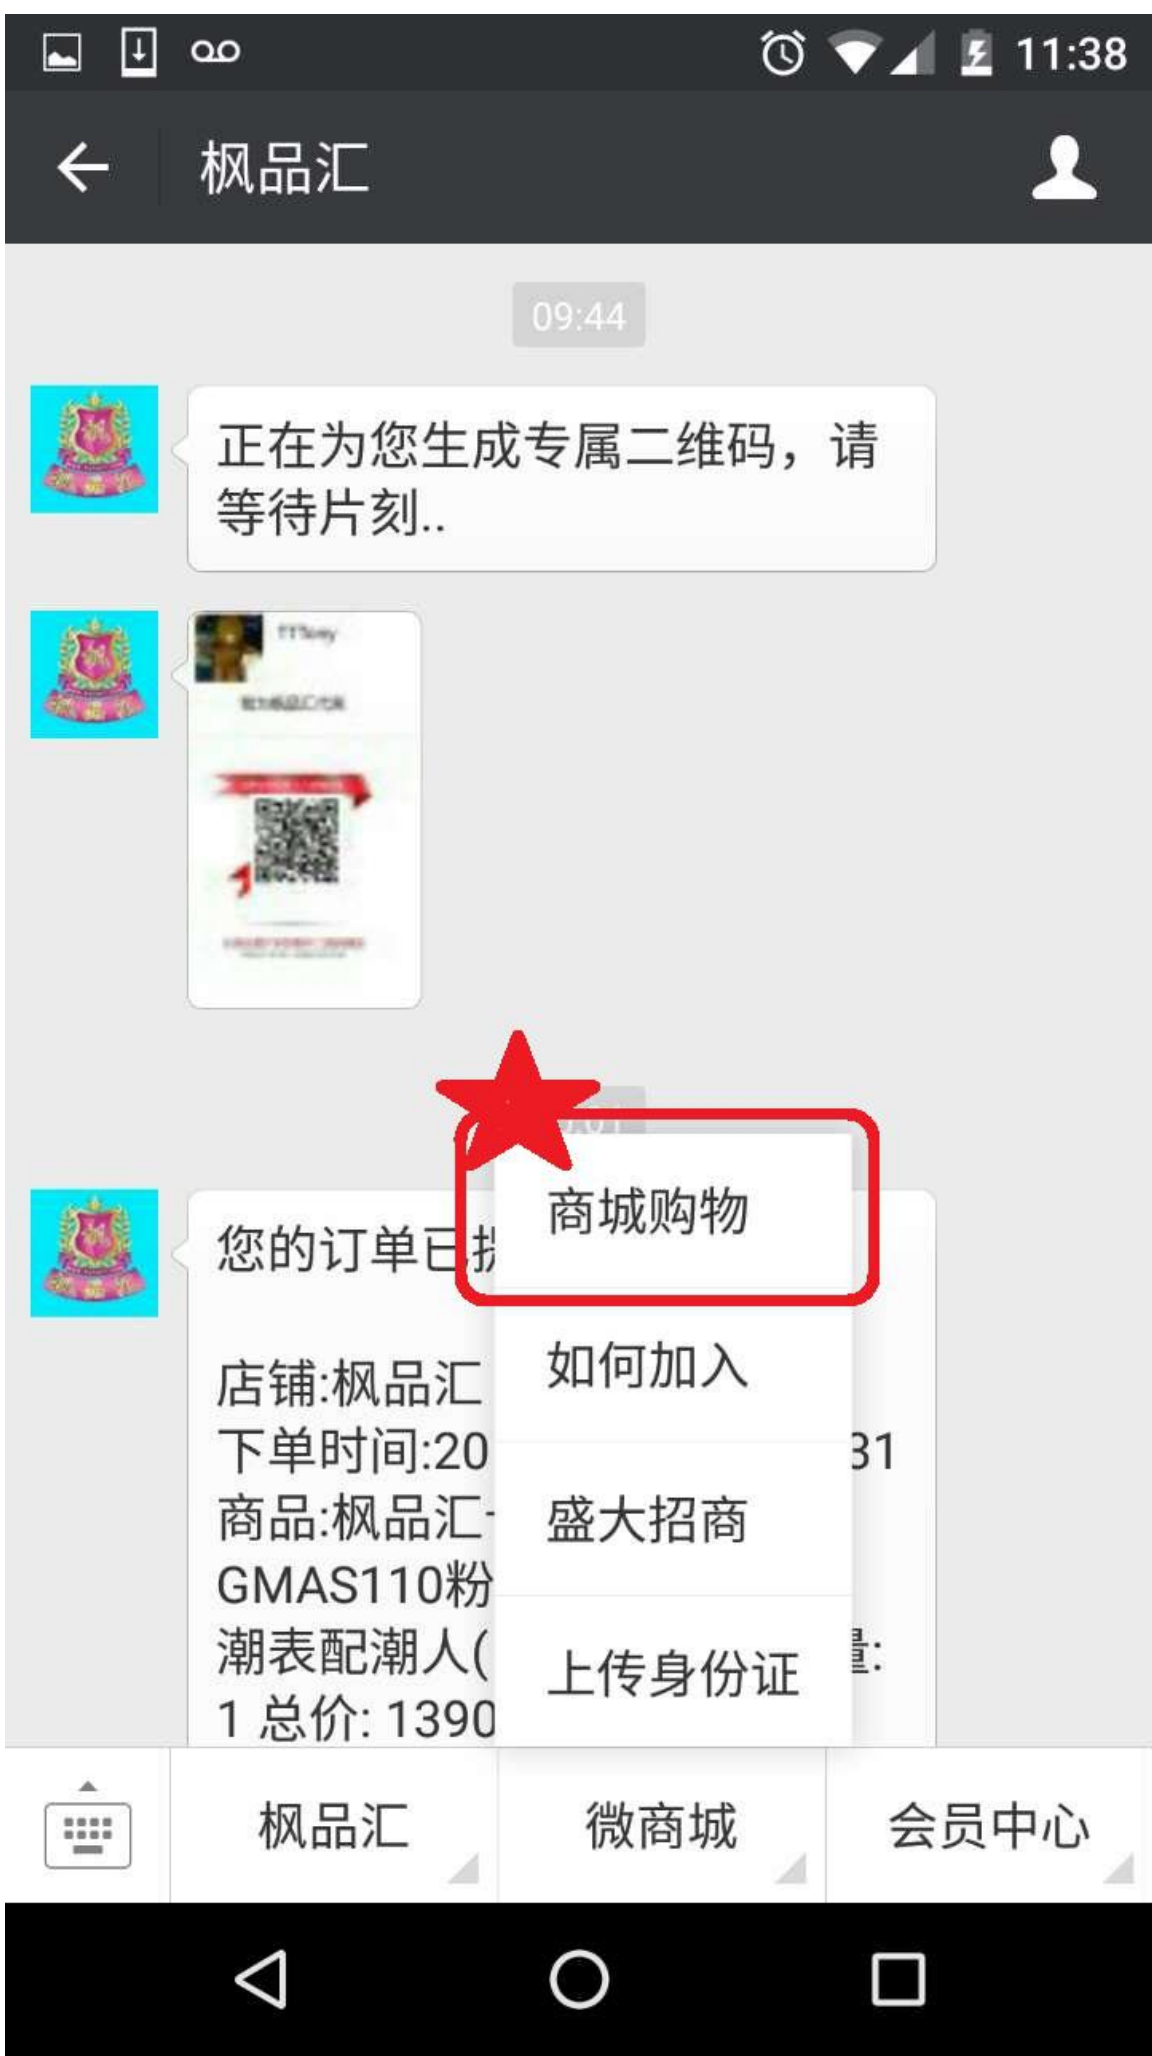 11:38
枫品汇
09:44
正在为您生成专属二维码，请
等待片刻..
TTTony
您的订单已
店铺:枫品汇
下单时间:20 31
商品:枫品汇-
GMAS110粉
潮表配潮人( 量:
1 总价: 1390
商城购物
如何加入
盛大招商
上传身份证
枫品汇
微商城
会员中心